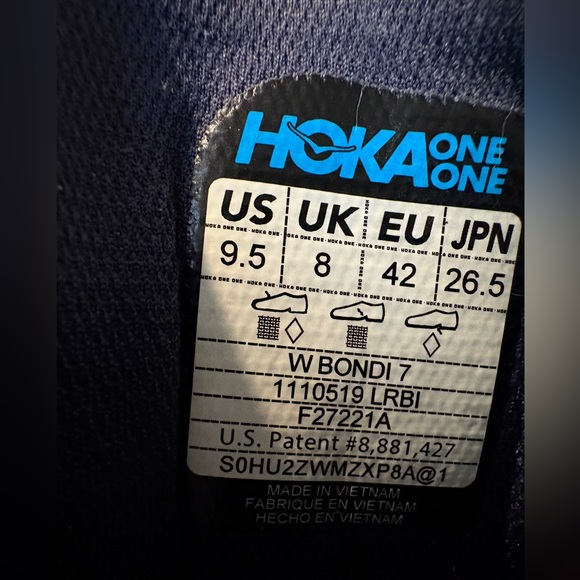 HOKA ONE ONE
US UK EU JPN
9.5 8 42 26.5
W BONDI 7
1110519 LRBI
F27221A
U.S. Patent #8,881,427
S0HU2ZWMZXP8A@1
MADE IN VIETNAM
FABRIQUE EN VIETNAM
HECHO EN VIETNAM